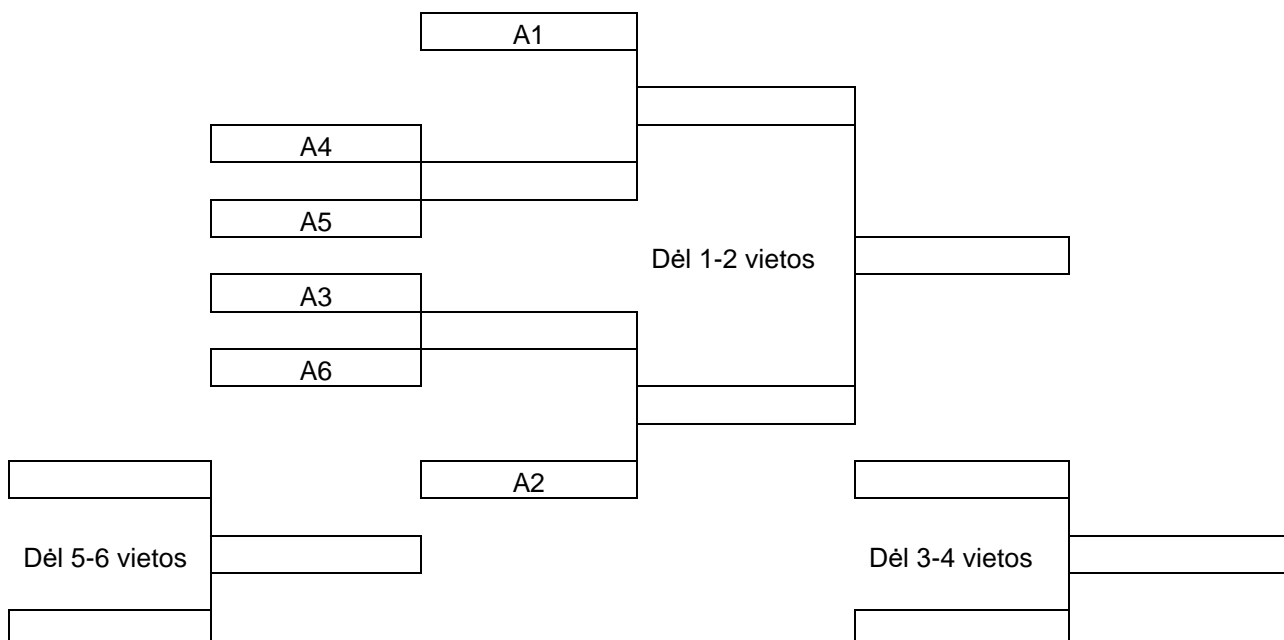 A1
A4
A5
Dėl 1-2 vietos
A3
A6
A2
Dėl 5-6 vietos
Dėl 3-4 vietos